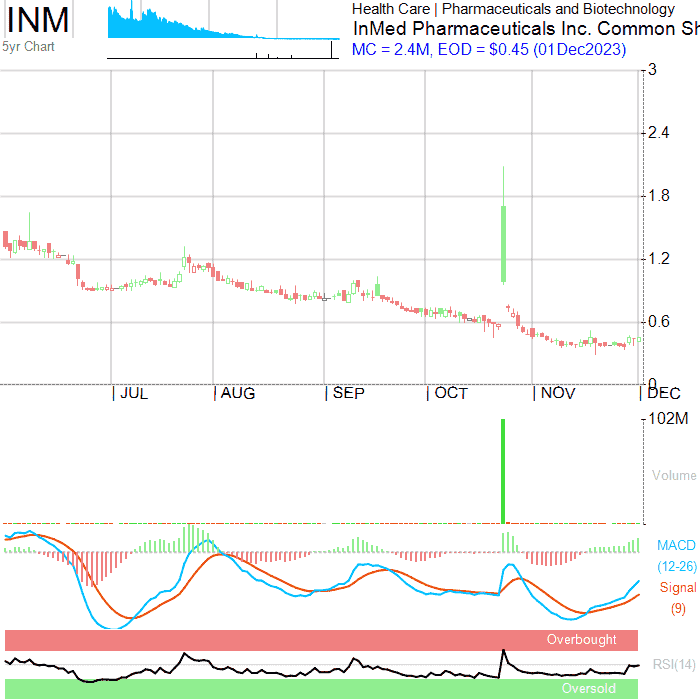 INM
5yr Chart
Health Care | Pharmaceuticals and Biotechnology
InMed Pharmaceuticals Inc. Common Sh
MC = 2.4M, EOD = $0.45 (01Dec2023)
3
2.4
1.8
1.2
0.6
0
JUL
AUG
SEP
OCT
NOV
DEC
102M
Volume
MACD
(12-26)
Signal
(9)
Overbought
RSI(14)
Oversold